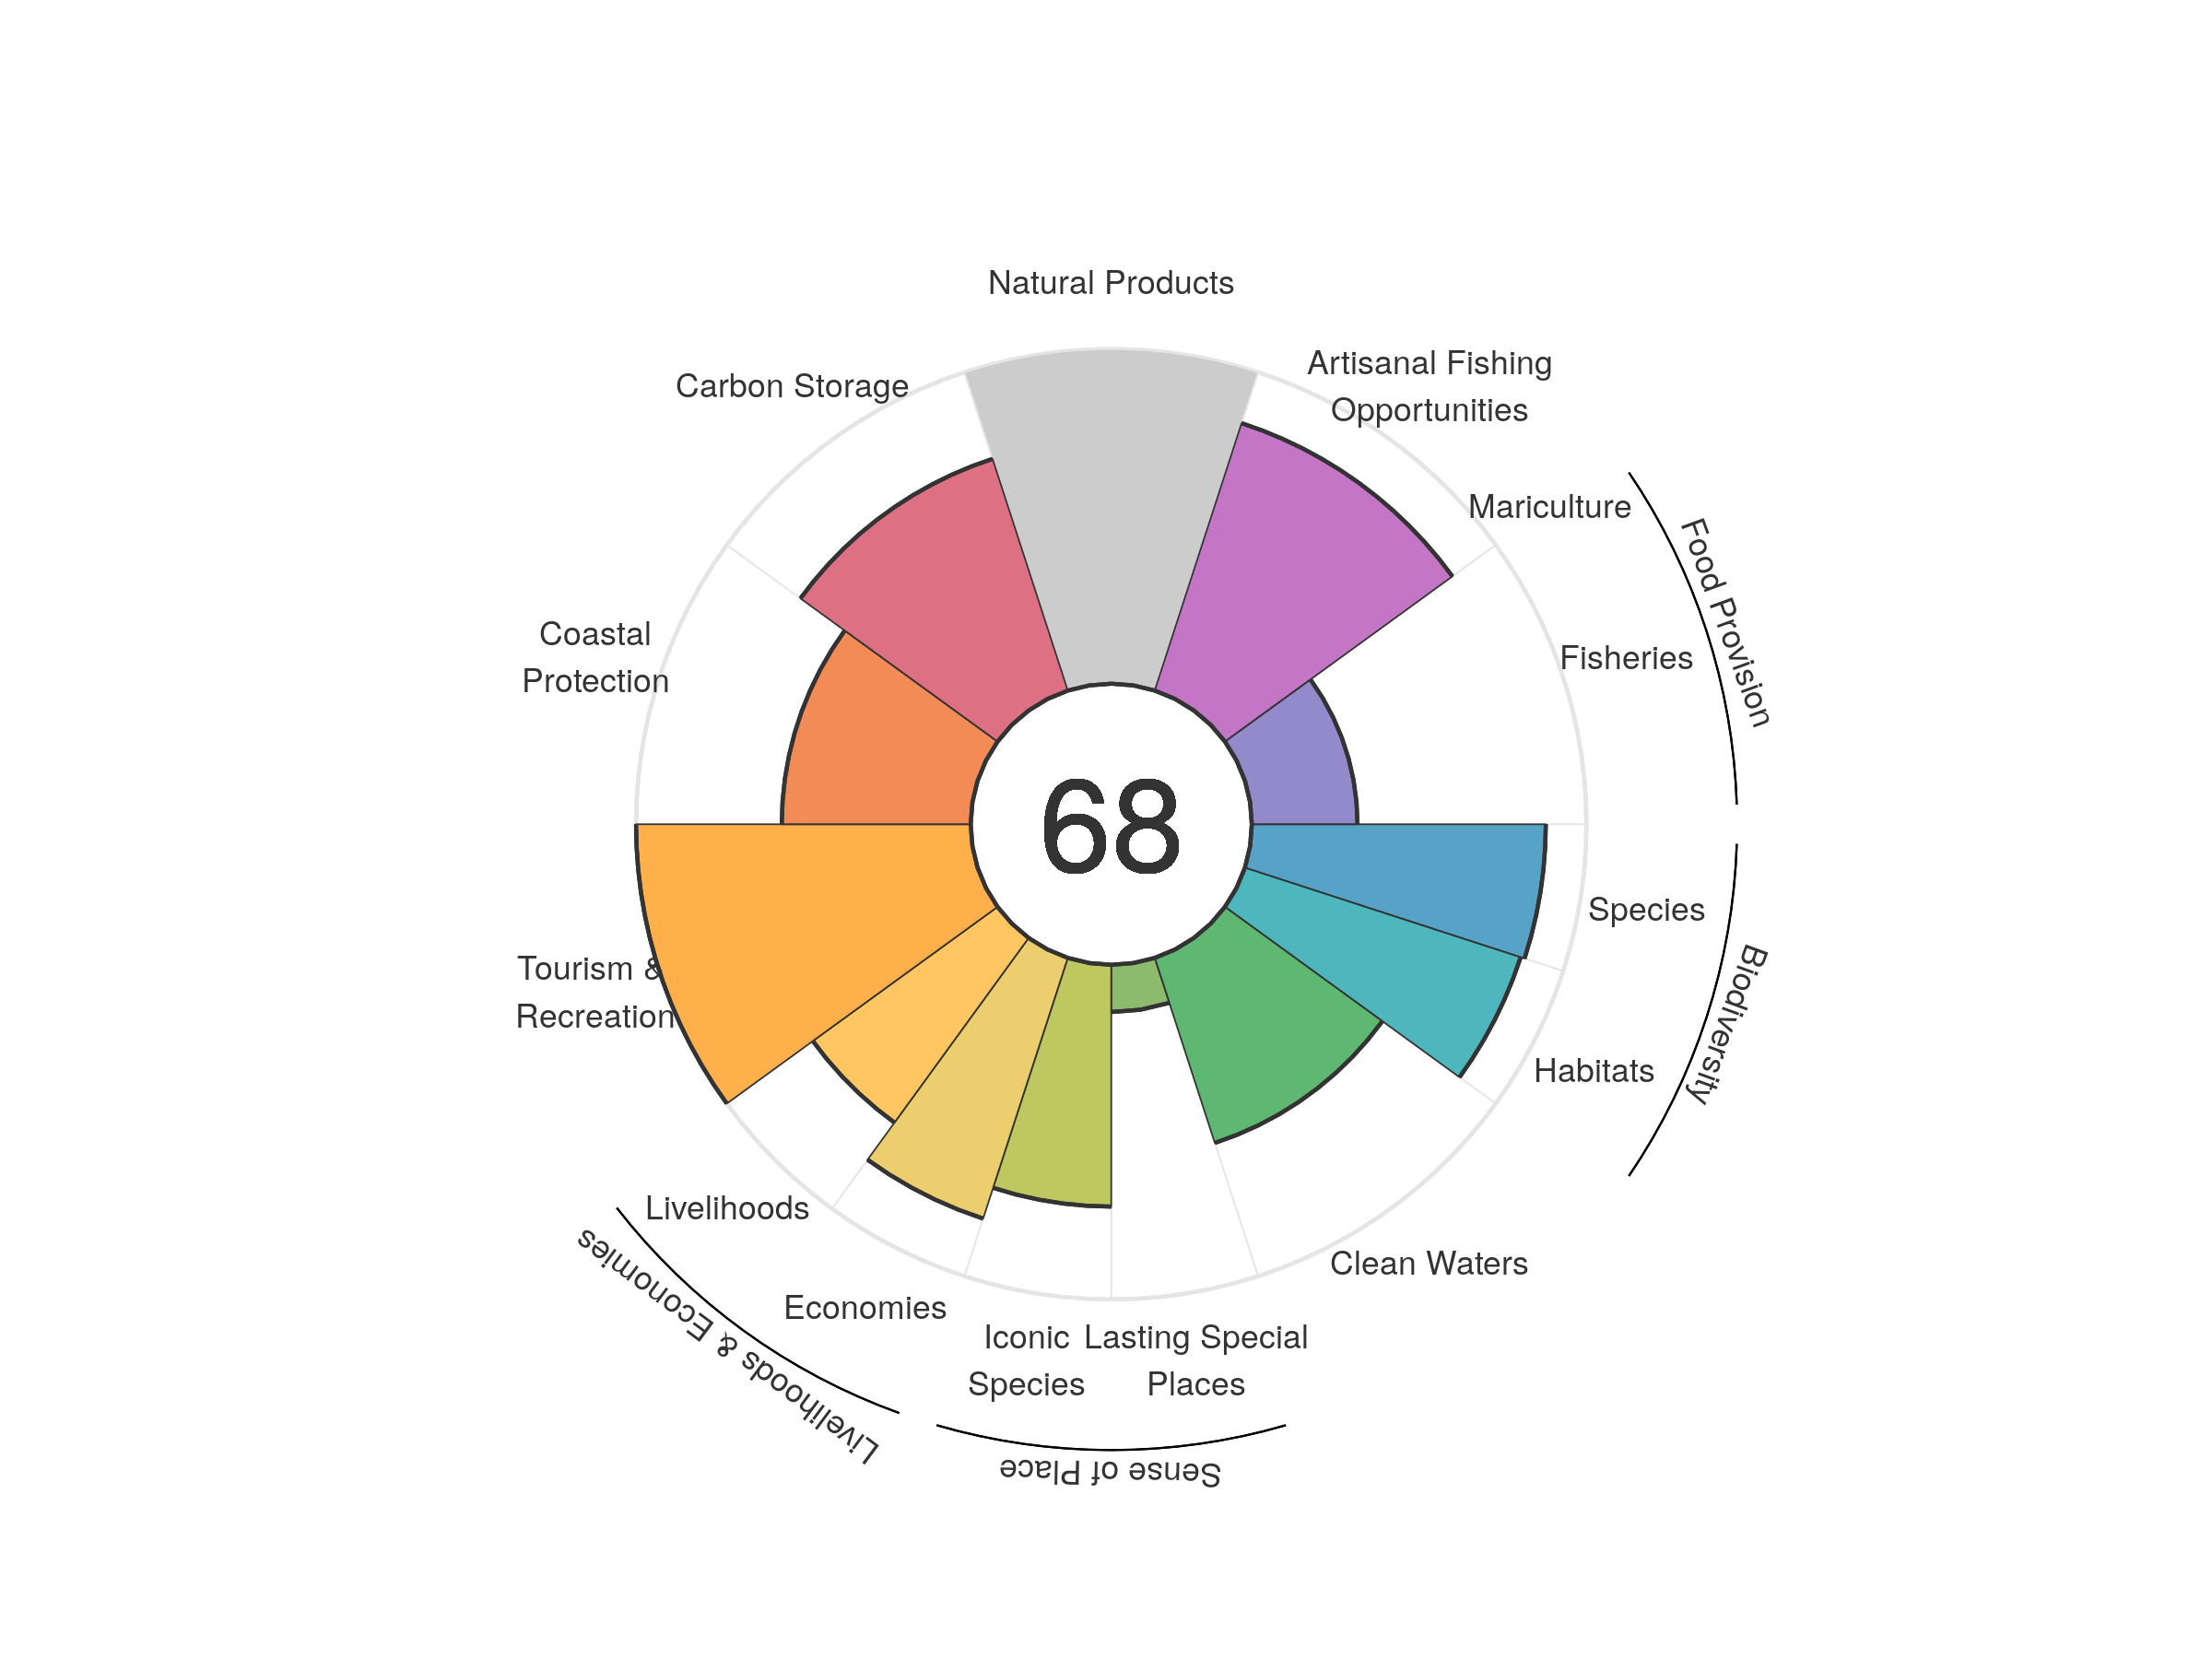 Natural Products
Artisanal Fishing
Opportunities
Carbon Storage
Mariculture
Food Provision
Fisheries
Coastal
Protection
68
Species
Biodiversity
Tourism &
Recreation
Habitats
Livelihoods
Clean Waters
Livelihoods & Economies
Economies
Iconic
Species
Lasting Special
Places
Sense of Place